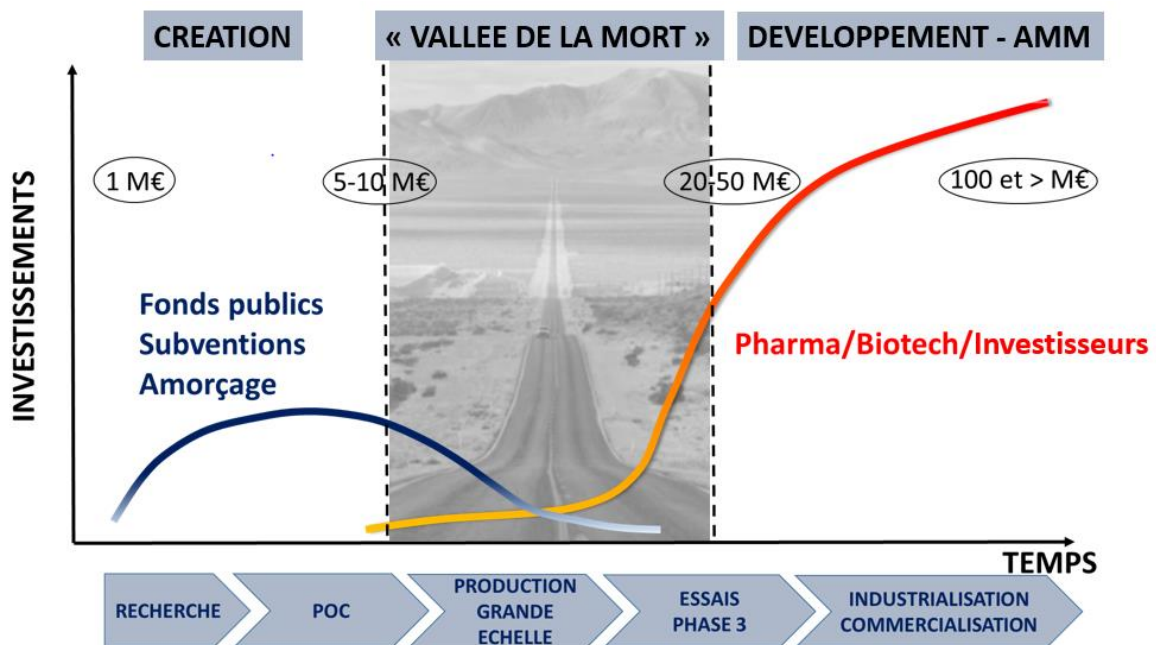 CREATION
« VALLEE DE LA MORT »
DEVELOPPEMENT - AMM
INVESTISSEMENTS
1 M€
5-10 M€
20-50 M€
100 et > M€
Fonds publics
Subventions
Amorçage
Pharma/Biotech/Investisseurs
TEMPS
RECHERCHE
POC
PRODUCTION
GRANDE
ECHELLE
ESSAIS
PHASE 3
INDUSTRIALISATION
COMMERCIALISATION